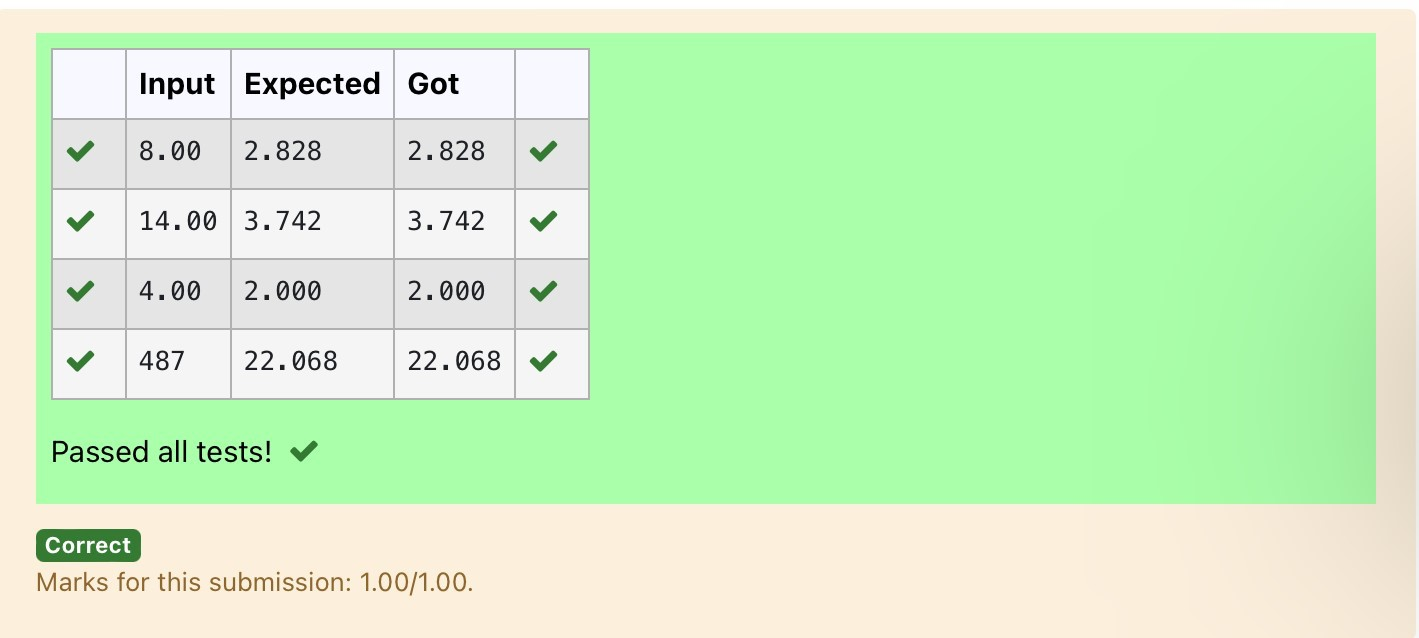 Input Expected Got
8.00 2.828 2.828
14.00 3.742 3.742
4.00 2.000 2.000
487 22.068 22.068
Passed all tests!
Correct
Marks for this submission: 1.00/1.00.